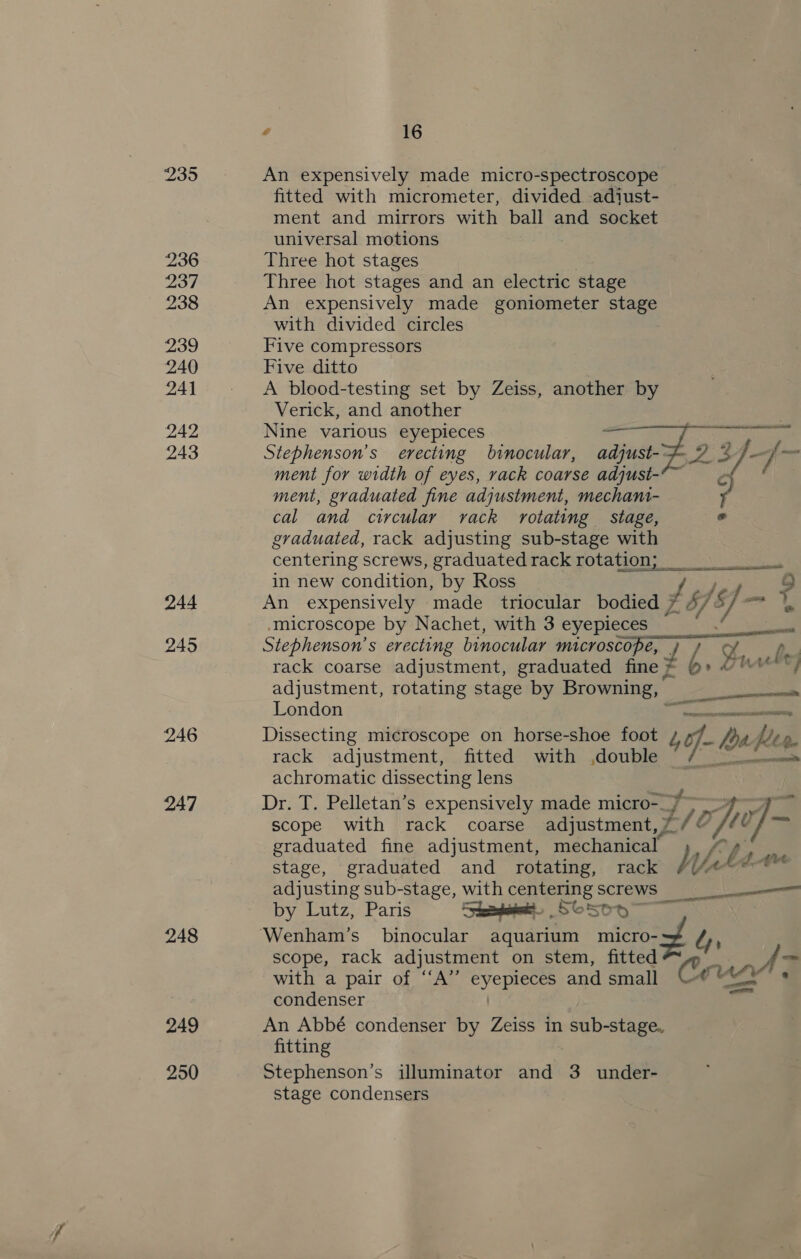 16
235 An expensively made micro-spectroscope
fitted with micrometer, divided adjust-
ment and mirrors with ball and socket
universal motions
236 Three hot stages
237 Three hot stages and an electric stage
238 An expensively made goniometer stage
with divided circles
239 Five compressors
240 Five ditto
241 A blood-testing set by Zeiss, another by
Verick, and another
242 Nine various eyepieces
243 Stephenson's erecting binocular, adjust-
ment for width of eyes, rack coarse adjust-
ment, graduated fine adjustment, mechani-
cal and circular rack rotating stage,
graduated, rack adjusting sub-stage with
centering screws, graduated rack rotation;
in new condition, by Ross
244 An expensively made triocular bodied
microscope by Nachet, with 3 eyepieces
245 Stephenson's erecting binocular microscope,
rack coarse adjustment, graduated fine
adjustment, rotating stage by Browning,
London
246 Dissecting microscope on horse-shoe foot
rack adjustment, fitted with double
achromatic dissecting lens
247 Dr. T. Pelletan's expensively made micro-
scope with rack coarse adjustment,
graduated fine adjustment, mechanical
stage, graduated and rotating, rack
adjusting sub-stage, with centering screws
by Lutz, Paris
248 Wenham's binocular aquarium micro-
scope, rack adjustment on stem, fitted
with a pair of "A" eyepieces and small
condenser
249 An Abbé condenser by Zeiss in sub-stage
fitting
250 Stephenson's illuminator and 3 under-
stage condensers